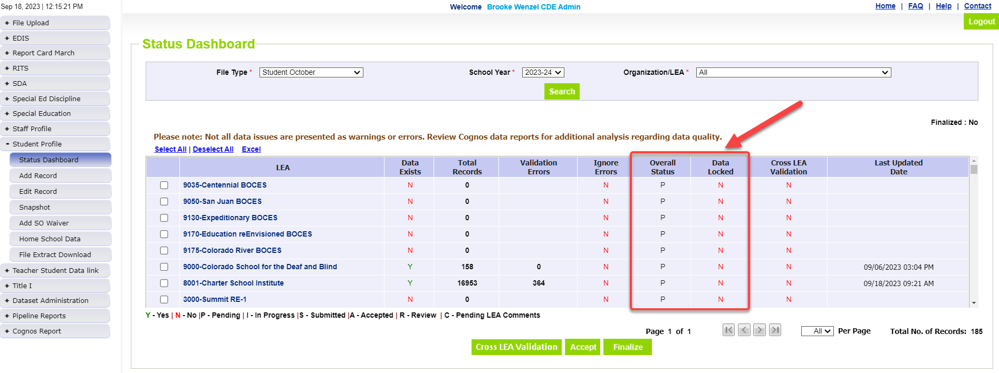 Sep 18, 2023 | 12:15:21 PM
Welcome Brooke Wenzel CDE Admin
Home | FAQ | Help | Contact
Logout
+ File Upload
+ EDIS
+ Report Card March
+ RITS
+ SDA
+ Special Ed Discipline
+ Special Education
+ Staff Profile
- Student Profile
Status Dashboard
Add Record
Edit Record
Snapshot
Add SO Waiver
Home School Data
File Extract Download
+ Teacher Student Data link
+ Title I
+ Dataset Administration
+ Pipeline Reports
+ Cognos Report
Status Dashboard
File Type * Student October School Year * 2023-24 Organization/LEA * All
Search
Finalized : No
Please note: Not all data issues are presented as warnings or errors. Review Cognos data reports for additional analysis regarding data quality.
Select All | Deselect All Excel
LEA Data Exists Total Records Validation Errors Ignore Errors Overall Status Data Locked Cross LEA Validation Last Updated Date
9035-Centennial BOCES N 0 N P N N
9050-San Juan BOCES N 0 N P N N
9130-Expeditionary BOCES N 0 N P N N
9170-Education reEnvisioned BOCES N 0 N P N N
9175-Colorado River BOCES N 0 N P N N
9000-Colorado School for the Deaf and Blind Y 158 0 N P N N 09/06/2023 03:04 PM
8001-Charter School Institute Y 16953 364 N P N N 09/18/2023 09:21 AM
3000-Summit RE-1 N 0 N P N N
Y - Yes | N - No |P - Pending | I - In Progress |S - Submitted |A - Accepted | R - Review | C - Pending LEA Comments
Page 1 of 1 All Per Page Total No. of Records: 185
Cross LEA Validation Accept Finalize